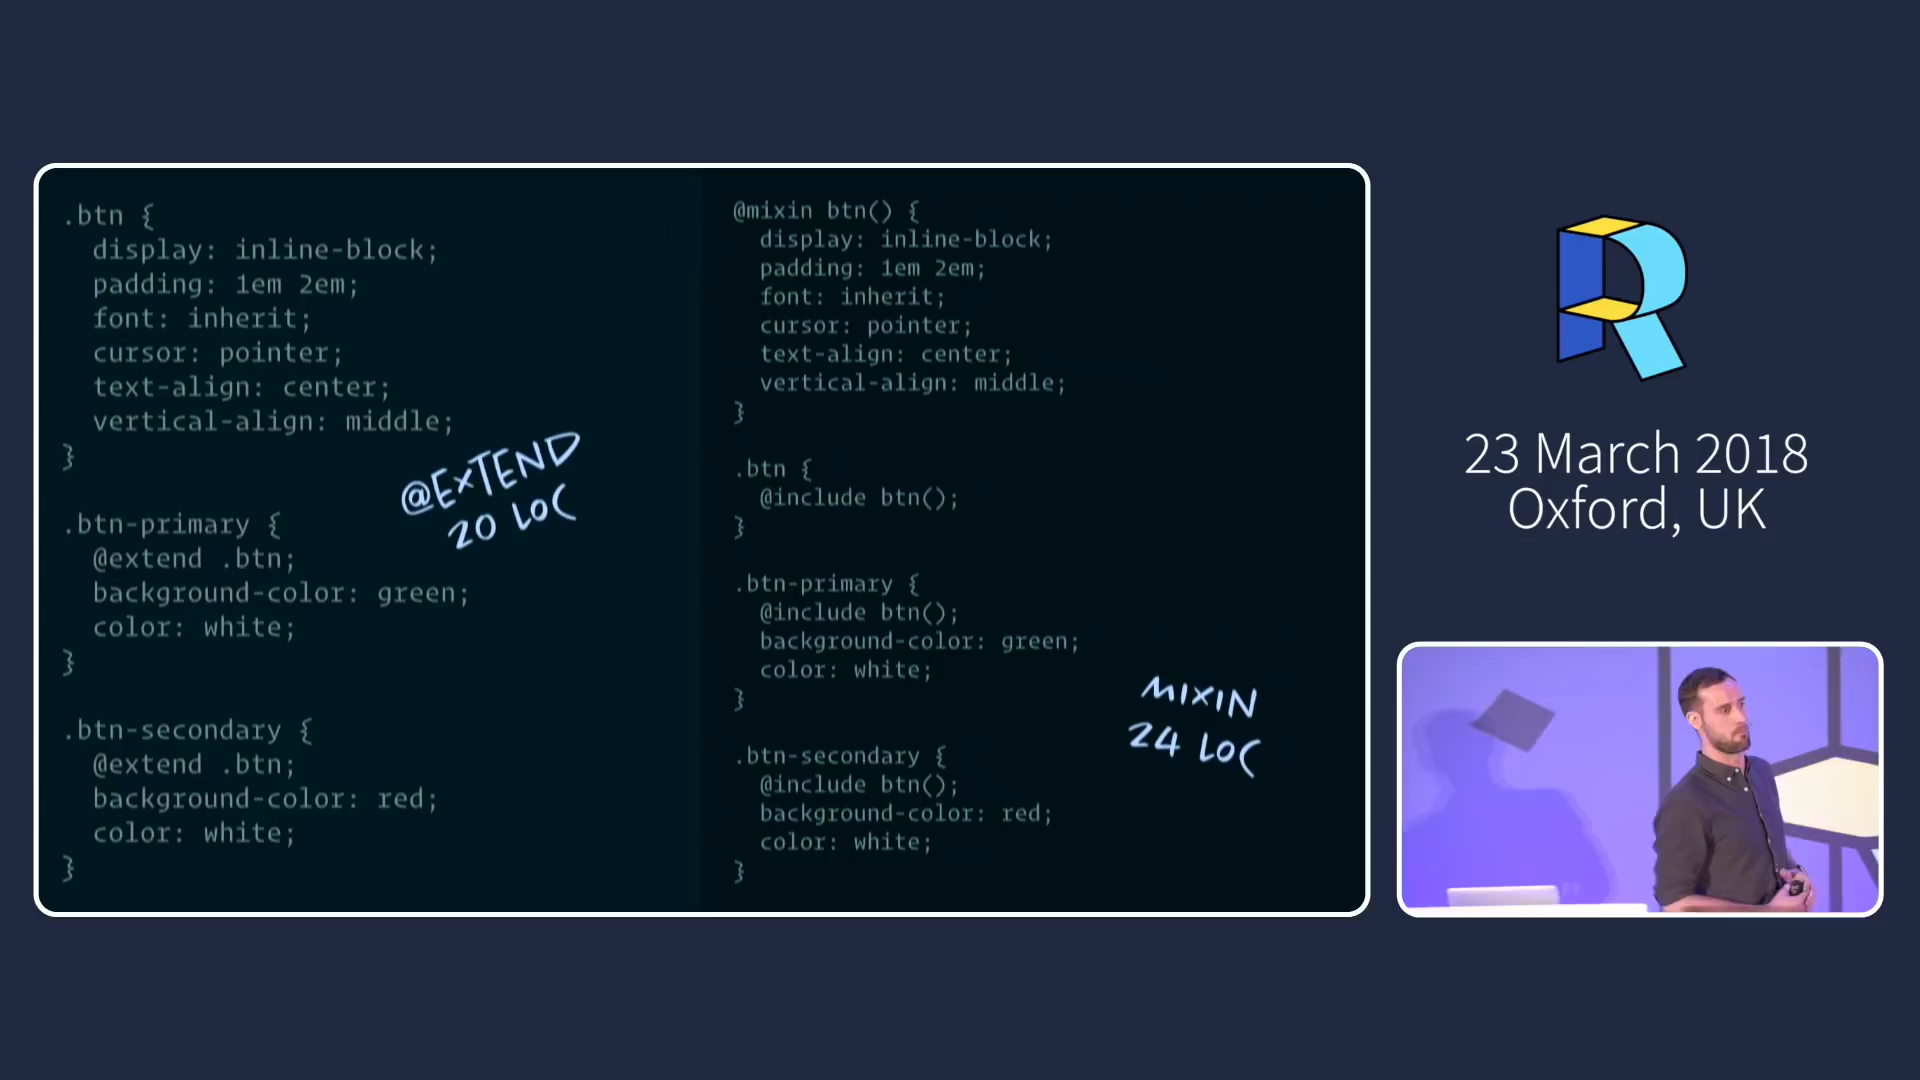 .btn {
display: inline-block;
padding: 1em 2em;
font: inherit;
cursor: pointer;
text-align: center;
vertical-align: middle;
}
@EXTEND
20 LOC
.btn-primary {
@extend .btn;
background-color: green;
color: white;
}
.btn-secondary {
@extend .btn;
background-color: red;
color: white;
}
@mixin btn() {
display: inline-block;
padding: 1em 2em;
font: inherit;
cursor: pointer;
text-align: center;
vertical-align: middle;
}
.btn {
@include btn();
}
.btn-primary {
@include btn();
background-color: green;
color: white;
}
MIXIN
24 LOC
.btn-secondary {
@include btn();
background-color: red;
color: white;
}
R
23 March 2018
Oxford, UK